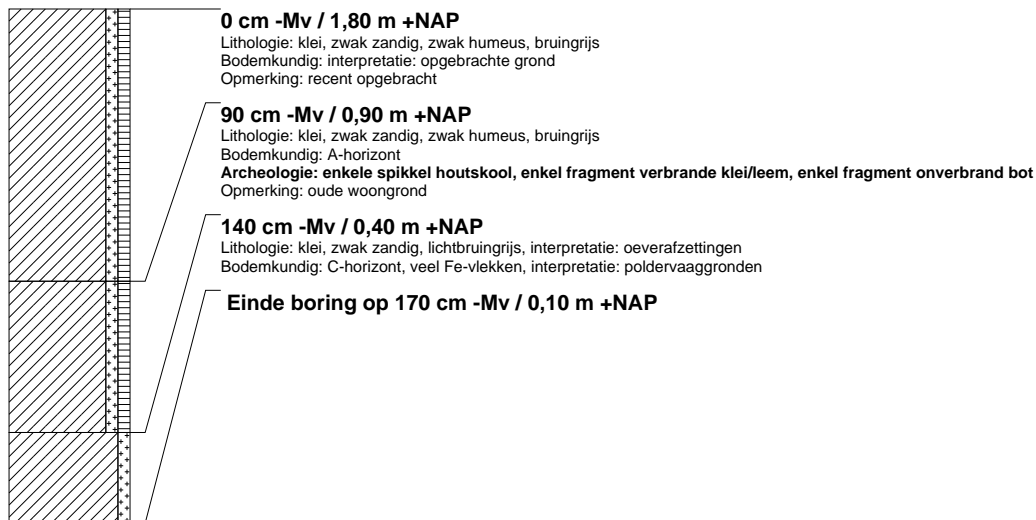 0 cm -Mv / 1,80 m +NAP
Lithologie: klei, zwak zandig, zwak humeus, bruingrijs
Bodemkundig: interpretatie: opgebrachte grond
Opmerking: recent opgebracht
90 cm -Mv / 0,90 m +NAP
Lithologie: klei, zwak zandig, zwak humeus, bruingrijs
Bodemkundig: A-horizont
Archeologie: enkele spikkel houtskool, enkel fragment verbrande klei/leem, enkel fragment onverbrand bot
Opmerking: oude woongrond
140 cm -Mv / 0,40 m +NAP
Lithologie: klei, zwak zandig, lichtbruingrijs, interpretatie: oeverafzettingen
Bodemkundig: C-horizont, veel Fe-vlekken, interpretatie: poldervaaggronden
Einde boring op 170 cm -Mv / 0,10 m +NAP